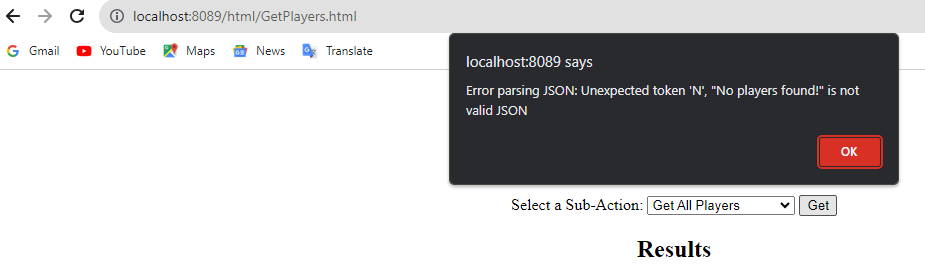 localhost:8089/html/GetPlayers.html
Gmail YouTube Maps News Translate
localhost:8089 says
Error parsing JSON: Unexpected token 'N', "No players found!" is not
valid JSON
OK
Select a Sub-Action: Get All Players Get
Results